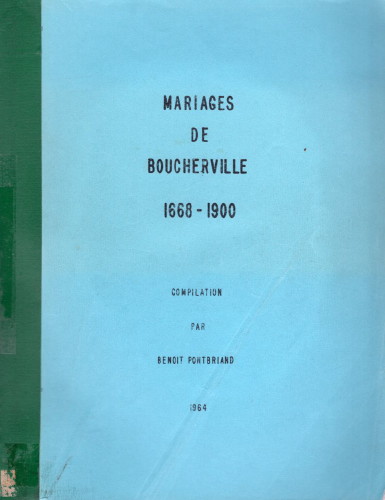 MARIAGES
DE
BOUCHERVILLE
1668-1900
COMPILATION
PAR
BENOIT PONTBRIAND
1964